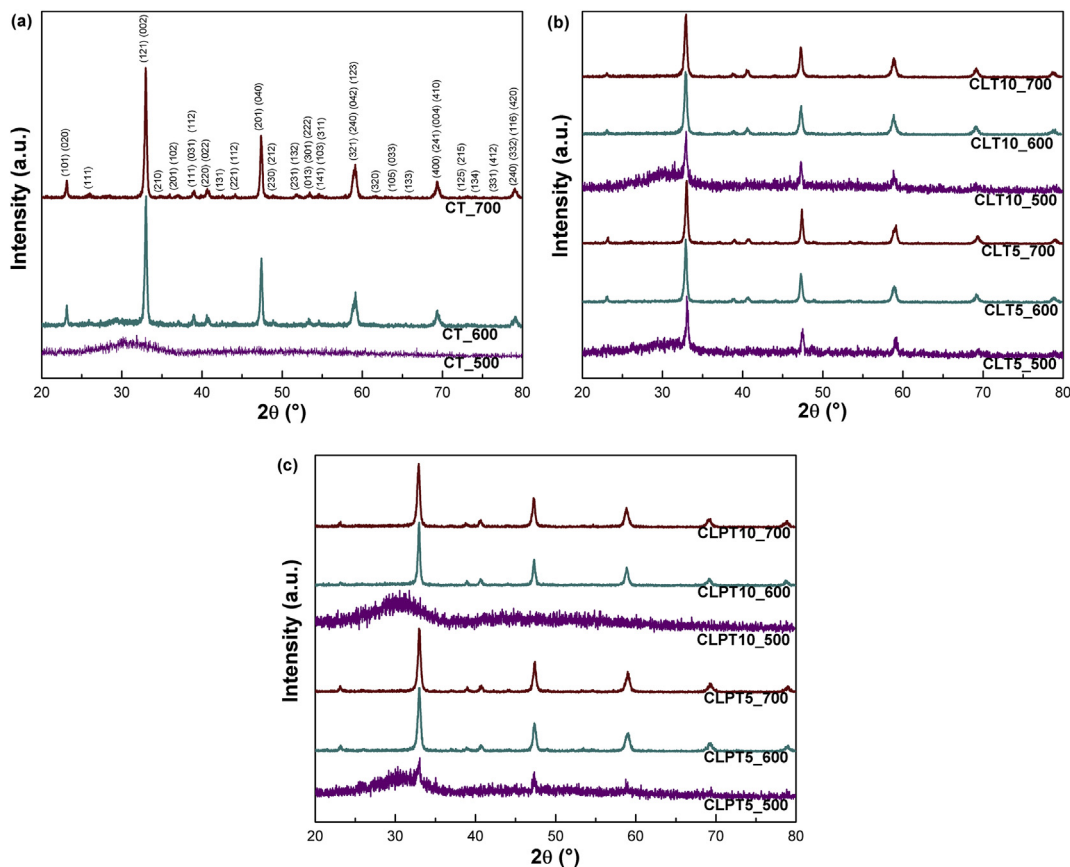 (a)
Intensity (a.u.)
(101) (020)
(111)
(121) (002)
(210)
(201) (102)
(111) (031) (112)
(220) (022)
(131)
(221) (112)
(201) (040)
(230) (212)
(231) (132)
(013) (301) (222)
(141) (103) (311)
(321) (240) (042) (123)
(320)
(105) (033)
(133)
(400) (241) (004) (410)
(125) (215)
(134)
(331) (412)
(240) (332) (116) (420)
CT_700
CT_600
CT_500
20 30 40 50 60 70 80
2θ (°)
(b)
Intensity (a.u.)
CLT10_700
CLT10_600
CLT10_500
CLT5_700
CLT5_600
CLT5_500
20 30 40 50 60 70 80
2θ (°)
(c)
Intensity (a.u.)
CLPT10_700
CLPT10_600
CLPT10_500
CLPT5_700
CLPT5_600
CLPT5_500
20 30 40 50 60 70 80
2θ (°)